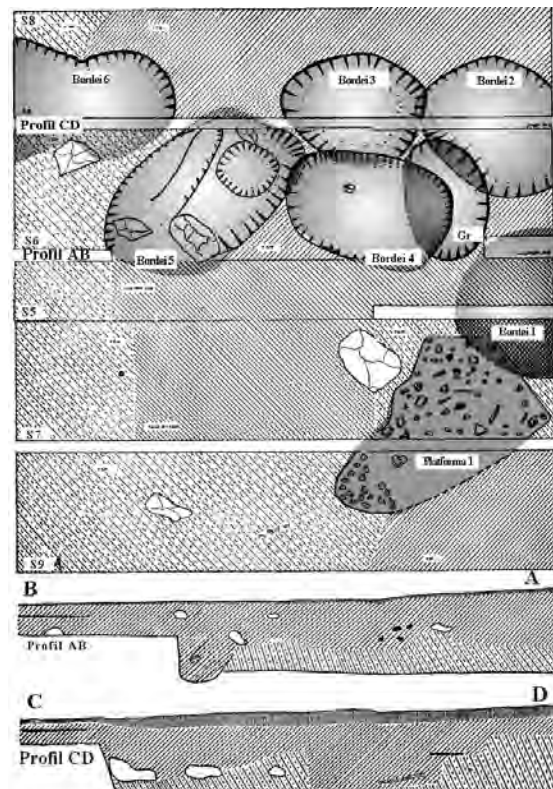 S8
Bordei 6
Bordei 3
Bordei 2
Profil CD
S6
Gr
Profil AB
Bordei 5
Bordei 4
S5
Bordei 1
S7
Platforma 1
S9
A
B
A
Profil AB
C
D
Profil CD